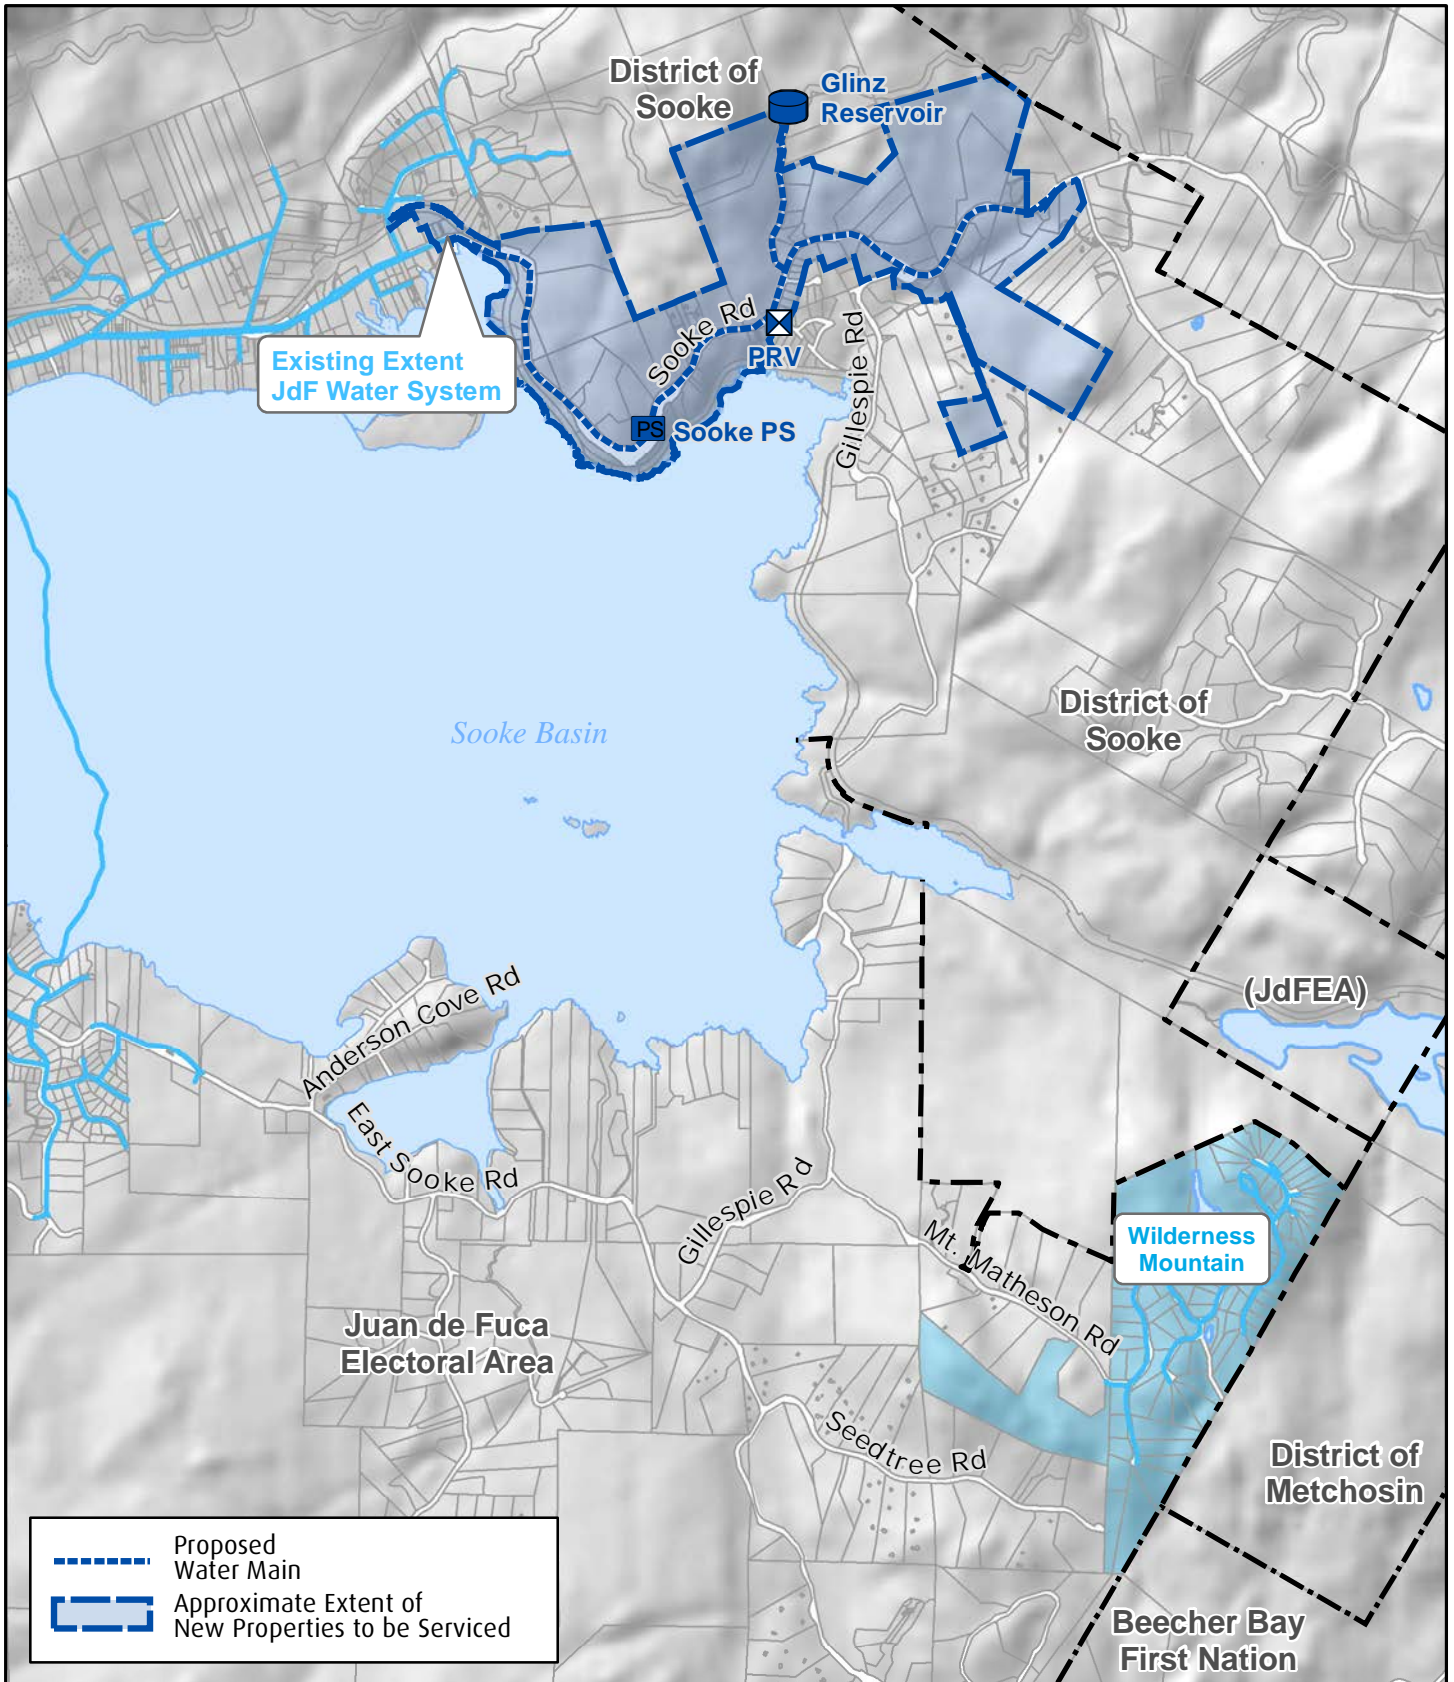 District of
Sooke
Glinz
Reservoir
Existing Extent
JdF Water System
Sooke Rd
PRV
Gillespie Rd
PS
Sooke PS
Sooke Basin
District of
Sooke
(JdFEA)
Anderson Cove Rd
East Sooke Rd
Gillespie Rd
Mt. Matheson Rd
Wilderness
Mountain
Juan de Fuca
Electoral Area
Seedtree Rd
District of
Metchosin
Beecher Bay
First Nation
Proposed
Water Main
Approximate Extent of
New Properties to be Serviced